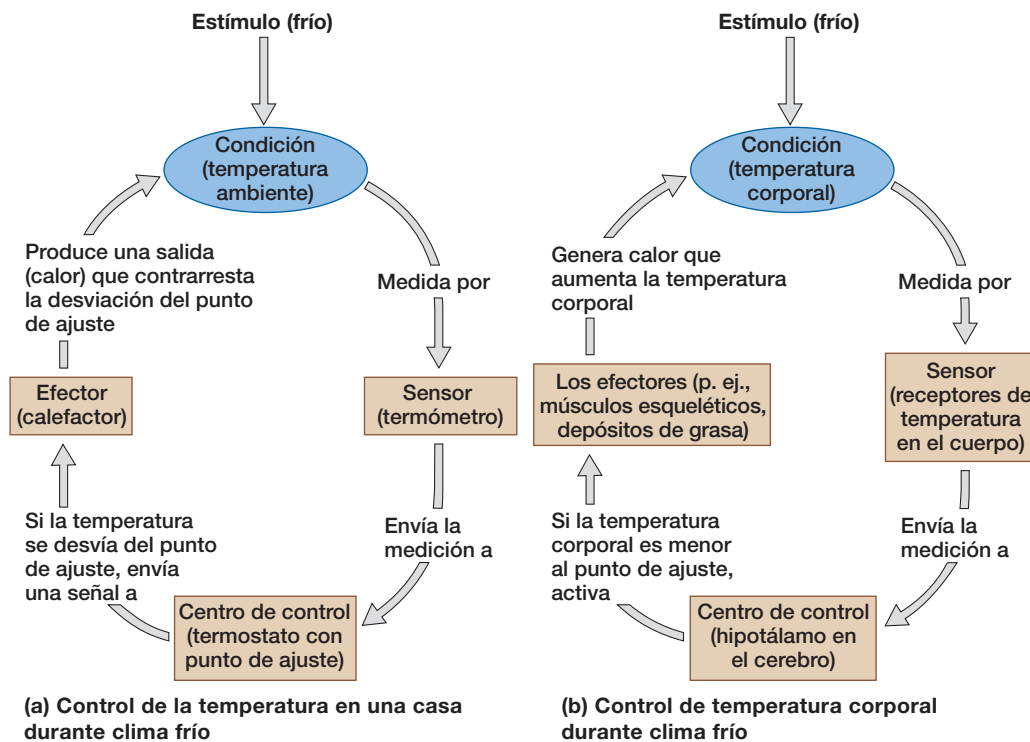 Estímulo (frío)
Condición
(temperatura
ambiente)
Medida por
Sensor
(termómetro)
Envía la
medición a
Centro de control
(termostato con
punto de ajuste)
Si la temperatura
se desvía del punto
de ajuste, envía
una señal a
Efector
(calefactor)
Produce una salida
(calor) que contrarresta
la desviación del punto
de ajuste
(a) Control de la temperatura en una casa
durante clima frío
Estímulo (frío)
Condición
(temperatura
corporal)
Medida por
Sensor
(receptores de
temperatura
en el cuerpo)
Envía la
medición a
Centro de control
(hipotálamo en
el cerebro)
Si la temperatura
corporal es menor
al punto de ajuste,
activa
Los efectores (p. ej.,
músculos esqueléticos,
depósitos de grasa)
Genera calor que
aumenta la temperatura
corporal
(b) Control de temperatura corporal
durante clima frío